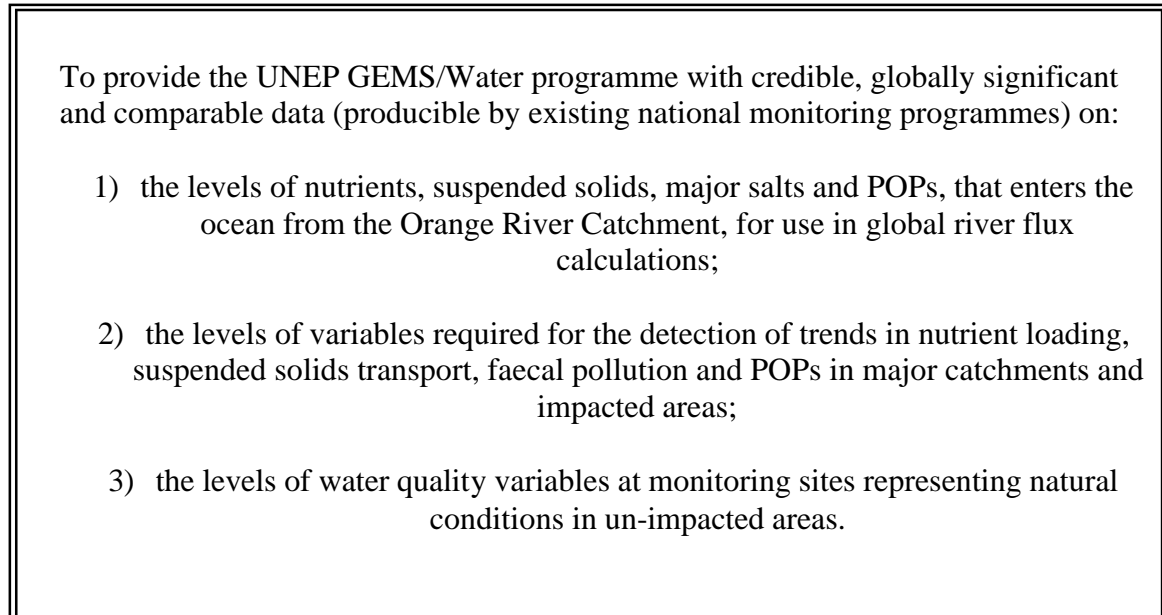 To provide the UNEP GEMS/Water programme with credible, globally significant
and comparable data (producible by existing national monitoring programmes) on:
1) the levels of nutrients, suspended solids, major salts and POPs, that enters the
ocean from the Orange River Catchment, for use in global river flux
calculations;
2) the levels of variables required for the detection of trends in nutrient loading,
suspended solids transport, faecal pollution and POPs in major catchments and
impacted areas;
3) the levels of water quality variables at monitoring sites representing natural
conditions in un-impacted areas.